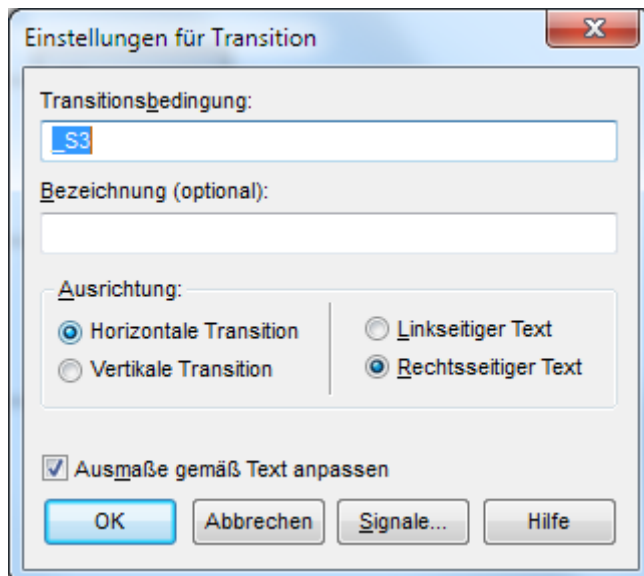 Einstellungen für Transition
Transitionsbedingung:
_S3
Bezeichnung (optional):
Ausrichtung:
Horizontale Transition
Linkseitiger Text
Vertikale Transition
Rechtsseitiger Text
Ausmaße gemäß Text anpassen
OK Abbrechen Signale... Hilfe